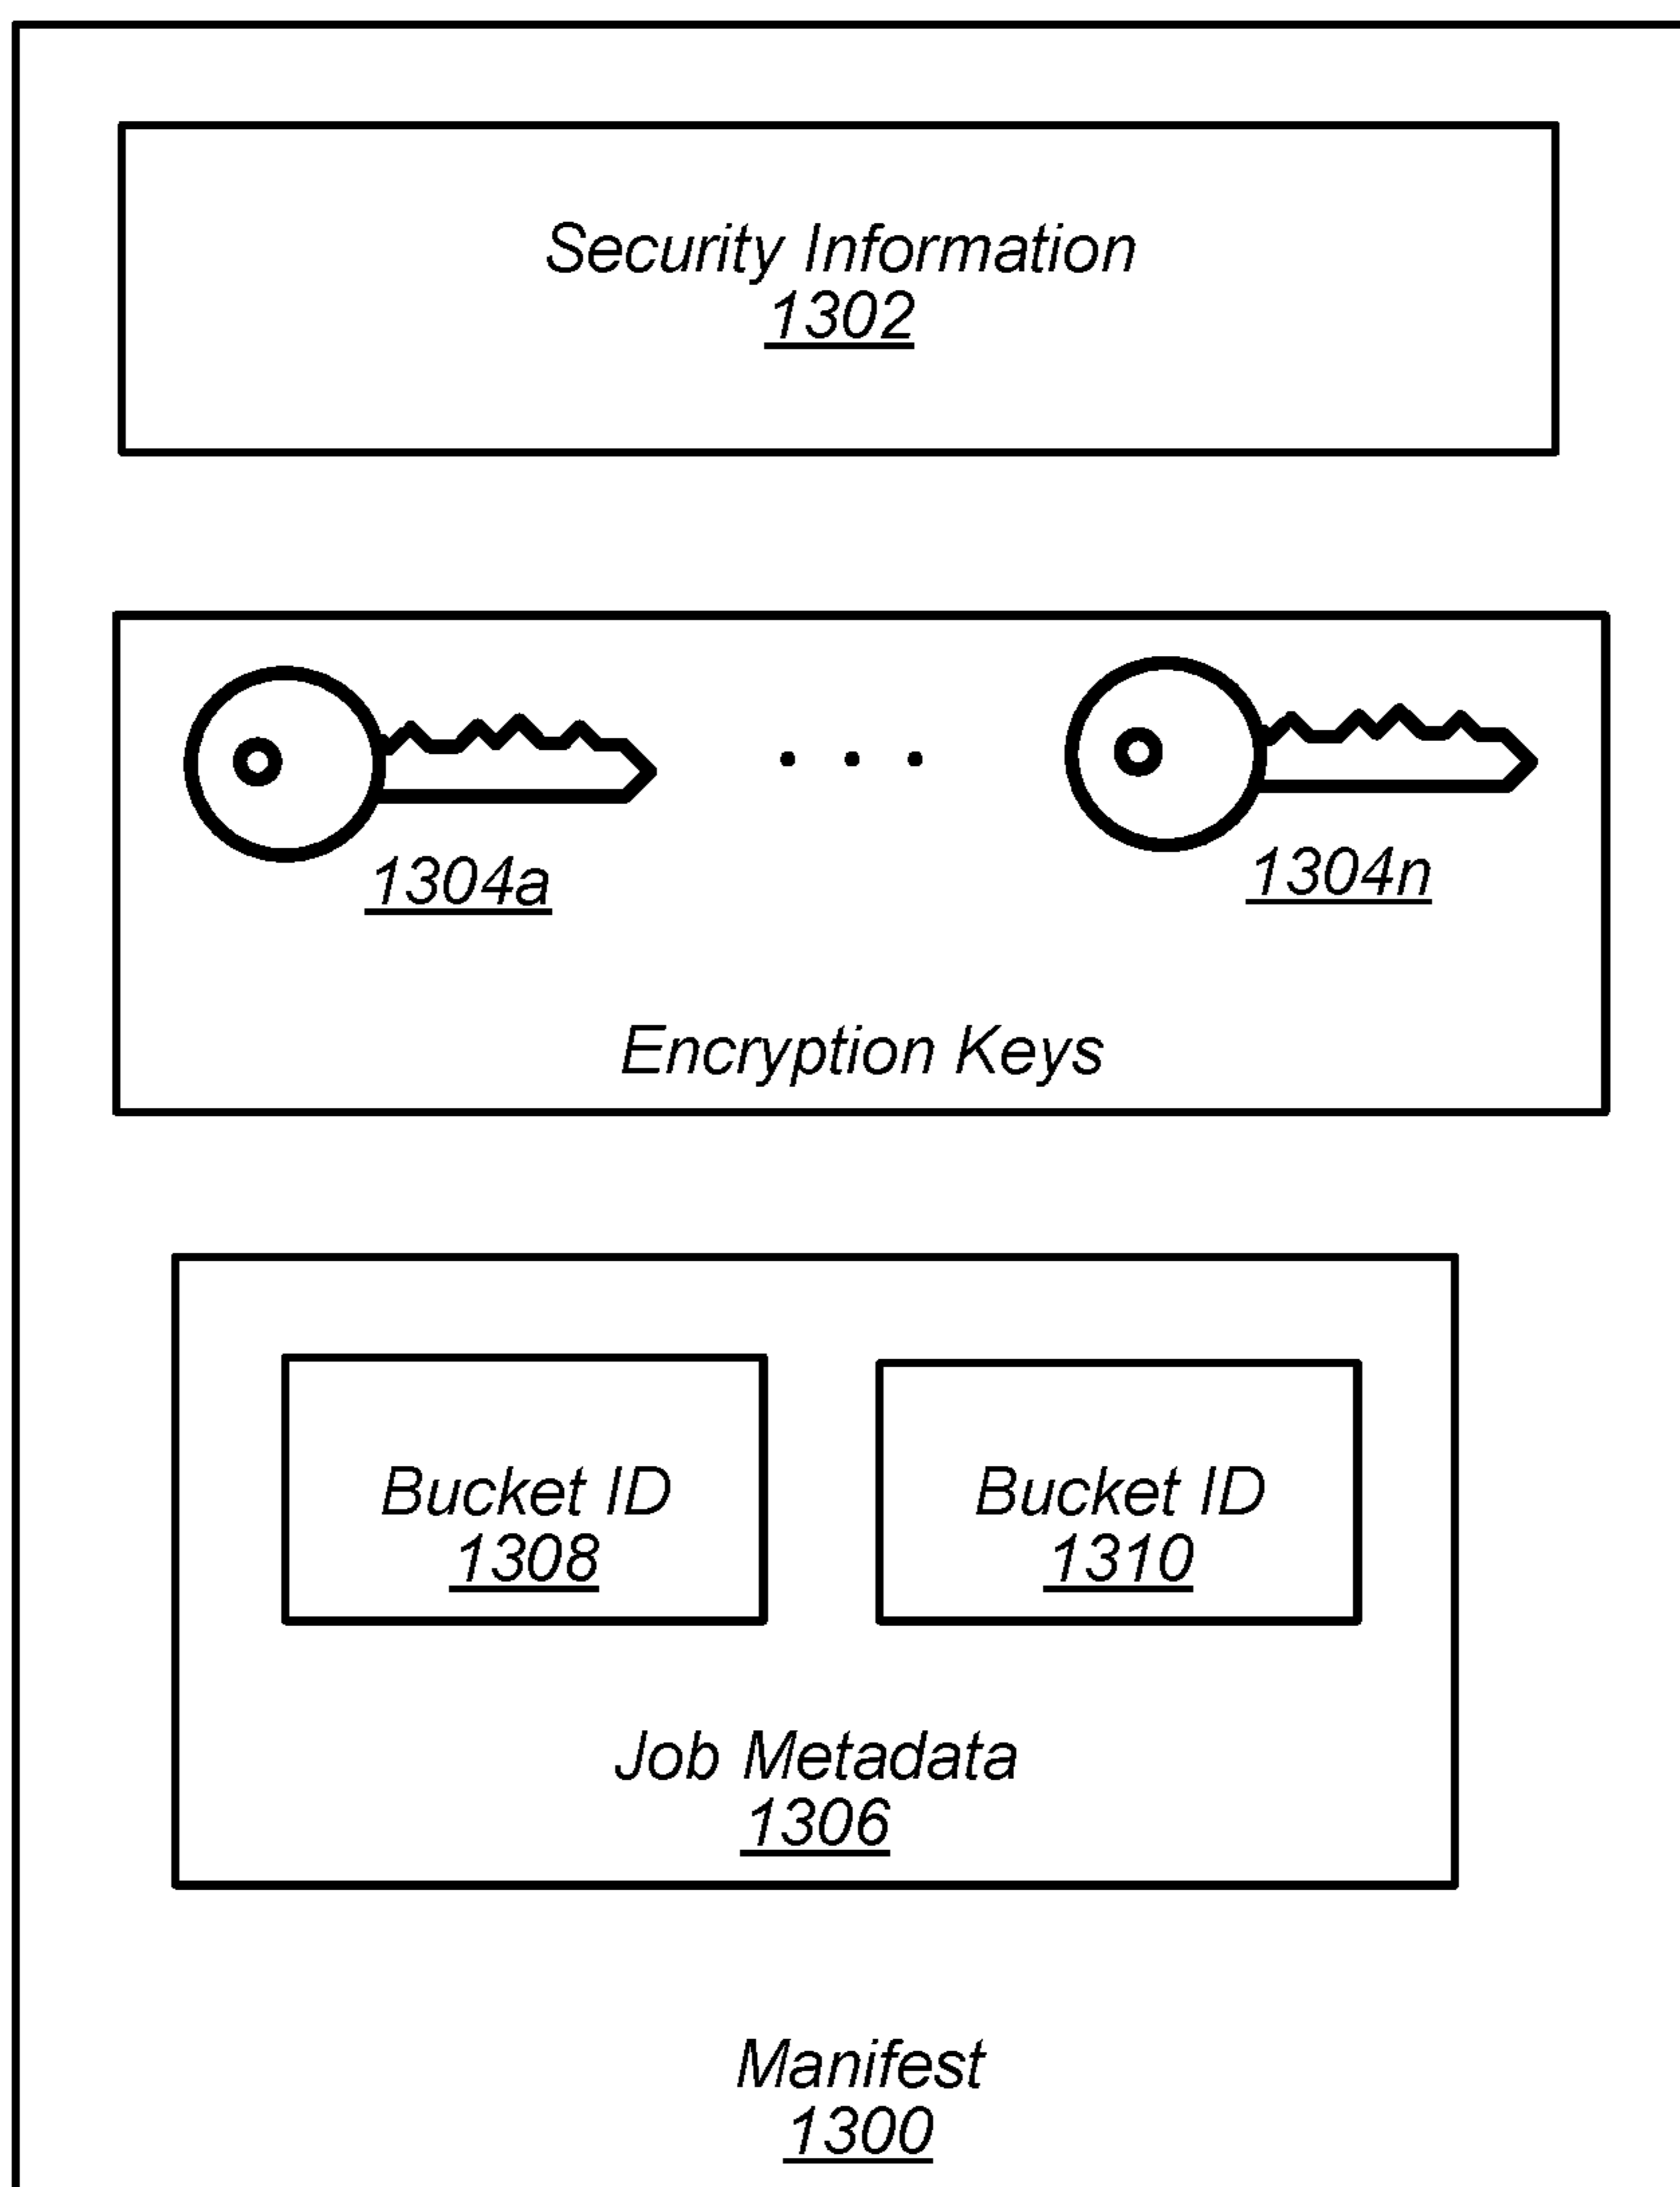 Security Information
1302
1304a
1304n
Encryption Keys
Bucket ID
1308
Bucket ID
1310
Job Metadata
1306
Manifest
1300